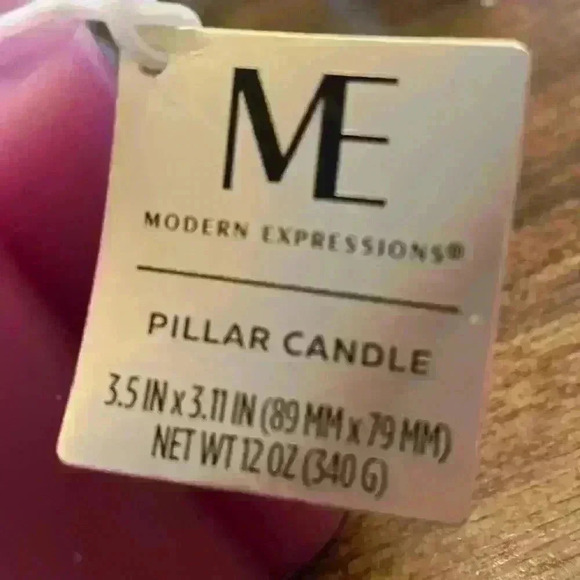 ME
MODERN EXPRESSIONS®
PILLAR CANDLE
3.5 IN x 3.11 IN (89 MM x 79 MM)
NET WT 12 OZ (340 G)